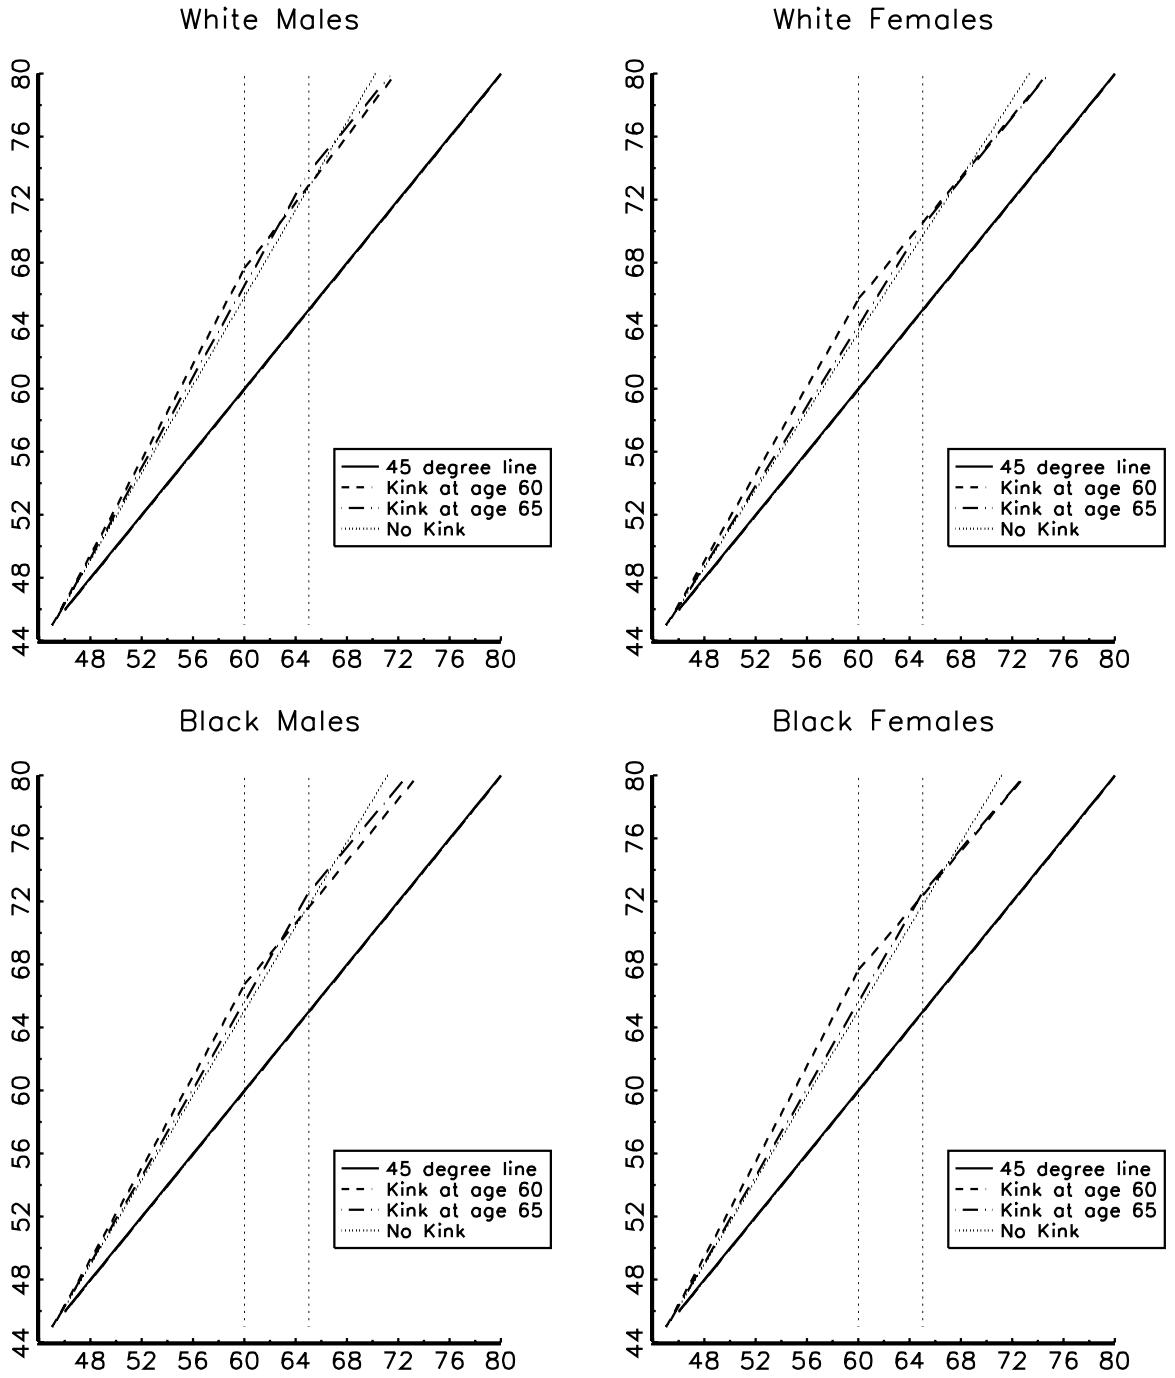 White Males
White Females
80
76
72
68
64
60
56
52
48
44
45 degree line
Kink at age 60
Kink at age 65
No Kink
48 52 56 60 64 68 72 76 80
80
76
72
68
64
60
56
52
48
44
45 degree line
Kink at age 60
Kink at age 65
No Kink
48 52 56 60 64 68 72 76 80
Black Males
Black Females
80
76
72
68
64
60
56
52
48
44
45 degree line
Kink at age 60
Kink at age 65
No Kink
48 52 56 60 64 68 72 76 80
80
76
72
68
64
60
56
52
48
44
45 degree line
Kink at age 60
Kink at age 65
No Kink
48 52 56 60 64 68 72 76 80